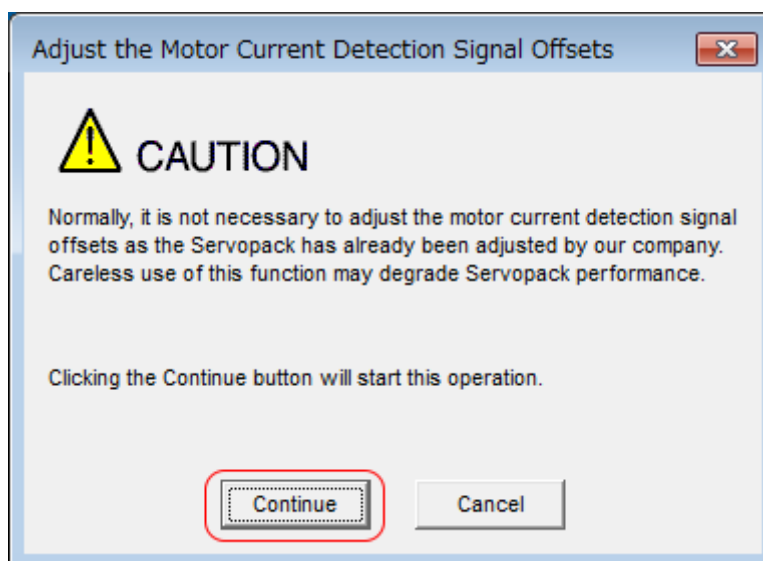 Adjust the Motor Current Detection Signal Offsets
CAUTION
Normally, it is not necessary to adjust the motor current detection signal
offsets as the Servopack has already been adjusted by our company.
Careless use of this function may degrade Servopack performance.
Clicking the Continue button will start this operation.
Continue
Cancel